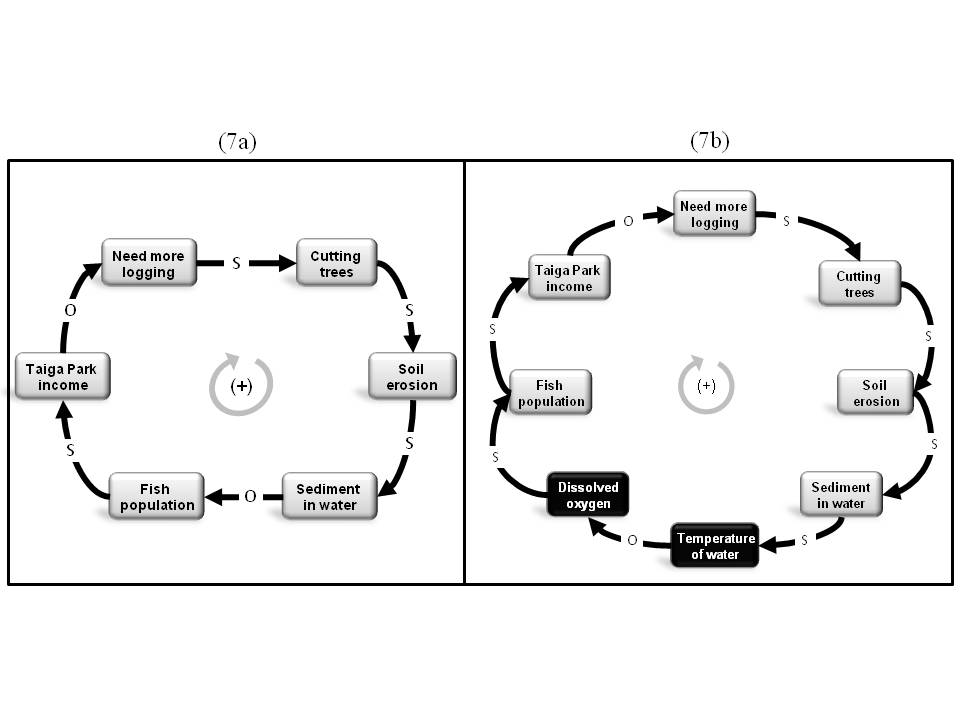 (7a)
Need more
logging
S
Cutting
trees
S
Soil
erosion
S
Sediment
in water
O
Fish
population
S
Taiga Park
income
O
(+)
(7b)
Need more
logging
S
Cutting
trees
S
Soil
erosion
S
Sediment
in water
S
Temperature
of water
O
Dissolved
oxygen
S
Fish
population
S
Taiga Park
income
O
(+)